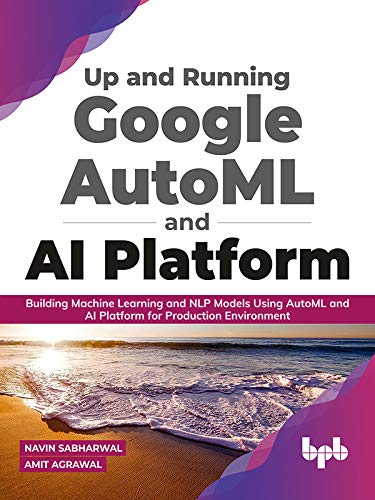 Up and Running
Google
AutoML
and
AI Platform
Building Machine Learning and NLP Models Using AutoML and
AI Platform for Production Environment
NAVIN SABHARWAL
AMIT AGRAWAL
bpb